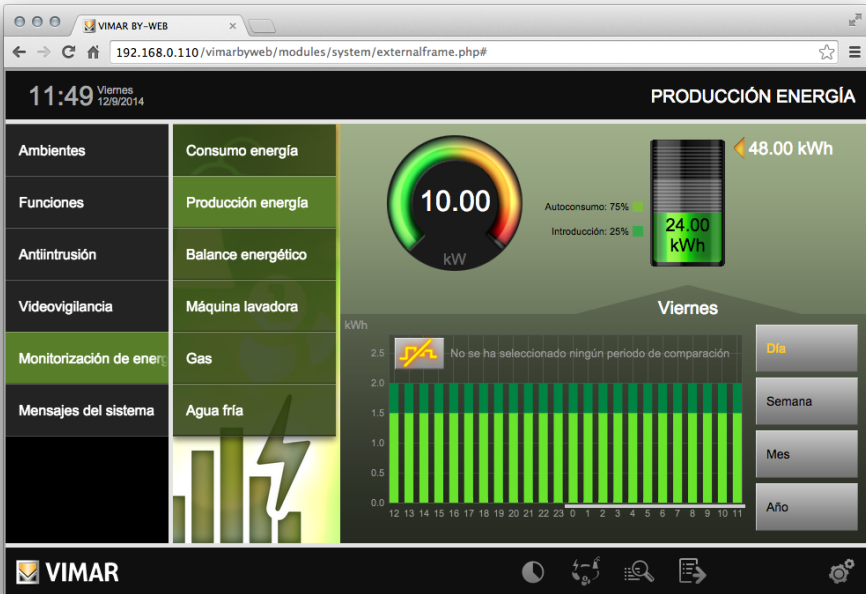 VIMAR BY-WEB
192.168.0.110/vimarbyweb/modules/system/externalframe.php#
11:49
Viernes
12/9/2014
PRODUCCIÓN ENERGÍA
Ambientes
Funciones
Antiintrusión
Videovigilancia
Monitorización de energ
Mensajes del sistema
Consumo energía
Producción energía
Balance energético
Máquina lavadora
Gas
Agua fría
10.00
kW
Autoconsumo: 75%
Introducción: 25%
48.00 kWh
24.00
kWh
Viernes
kWh
No se ha seleccionado ningún periodo de comparación
2.5
2.0
1.5
1.0
0.5
0.0
12 13 14 15 16 17 18 19 20 21 22 23 0 1 2 3 4 5 6 7 8 9 10 11
Día
Semana
Mes
Año
VIMAR